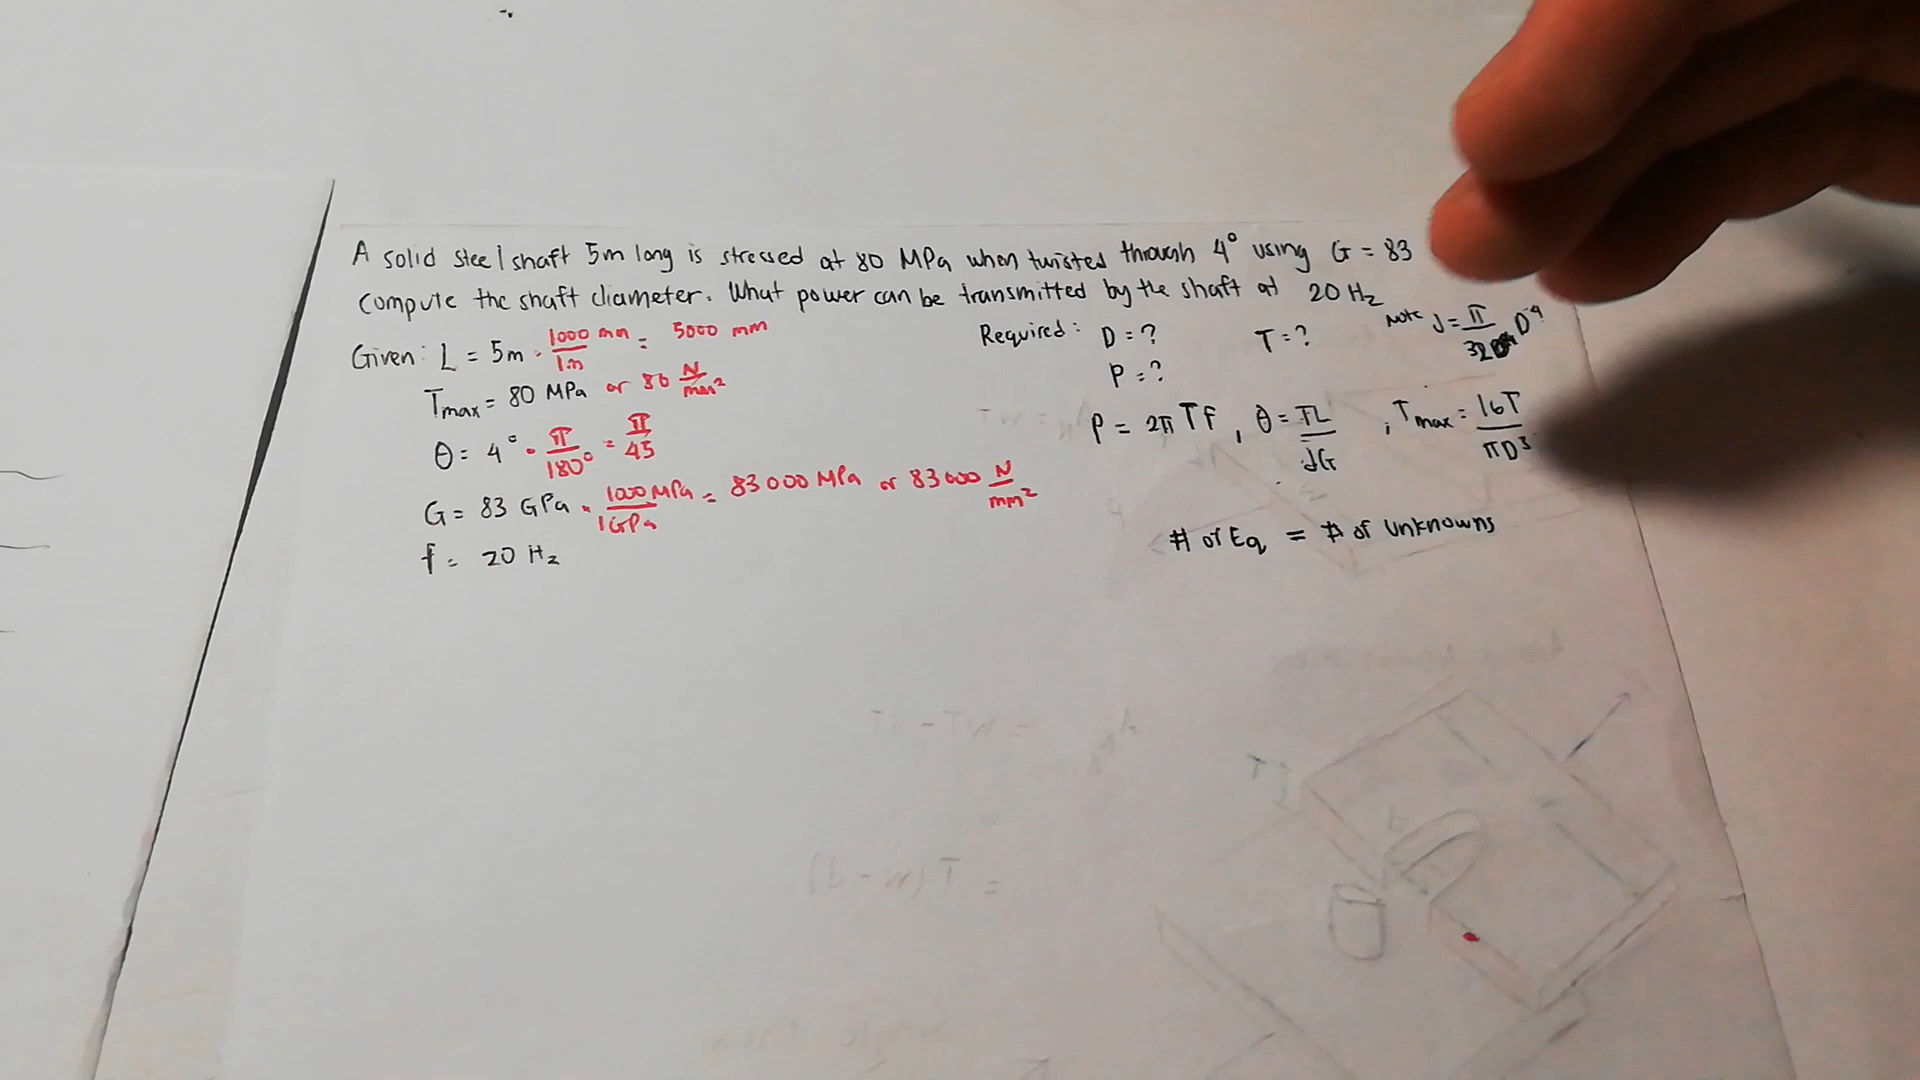 A solid steel shaft 5m long is stressed at 80 MPa when twisted through 4° using G = 83
compute the shaft diameter. What power can be transmitted by the shaft at 20 Hz
Given: L = 5m · 1000 mm / 1m = 5000 mm
Required: D = ? T = ?
Note J = π/32 D^4
P = ?
Tmax = 80 MPa or 80 N/mm²
P = 2π Tf , θ = TL/JG , Tmax = 16T/πD³
θ = 4° · π/180° = π/45
G = 83 GPa · 1000 MPa/1GPa = 83 000 MPa or 83 000 N/mm²
# of Eq = # of unknowns
f = 20 Hz
= T(w-d)